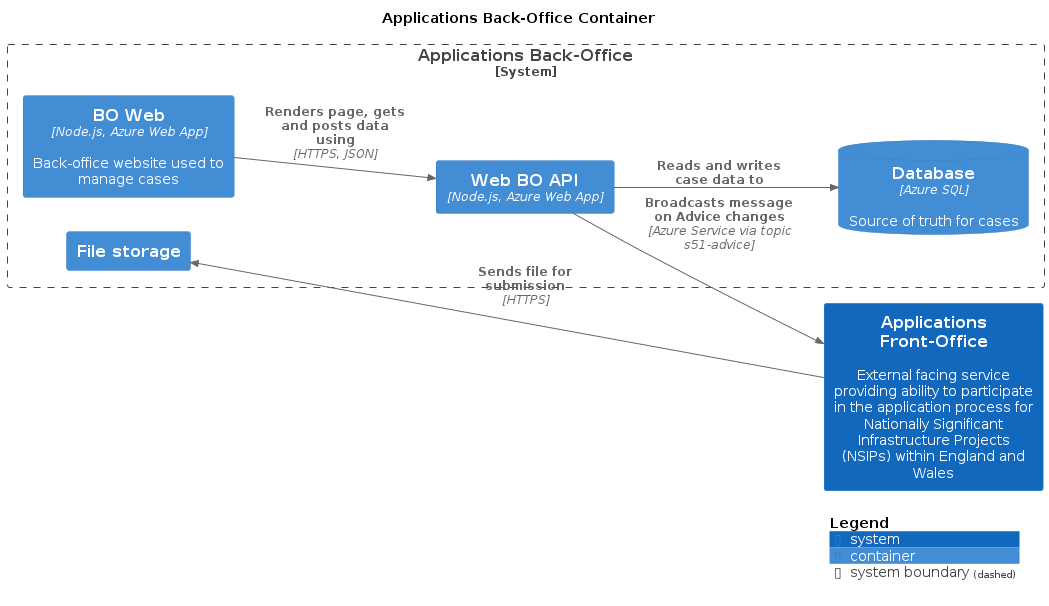 Applications Back-Office Container
Applications Back-Office
[System]
BO Web
[Node.js, Azure Web App]
Back-office website used to
manage cases
Renders page, gets
and posts data
using
[HTTPS, JSON]
Web BO API
[Node.js, Azure Web App]
Reads and writes
case data to
Database
[Azure SQL]
Source of truth for cases
Broadcasts message
on Advice changes
[Azure Service via topic
s51-advice]
File storage
Sends file for
submission
[HTTPS]
Applications
Front-Office
External facing service
providing ability to participate
in the application process for
Nationally Significant
Infrastructure Projects
(NSIPs) within England and
Wales
Legend
system
container
system boundary (dashed)